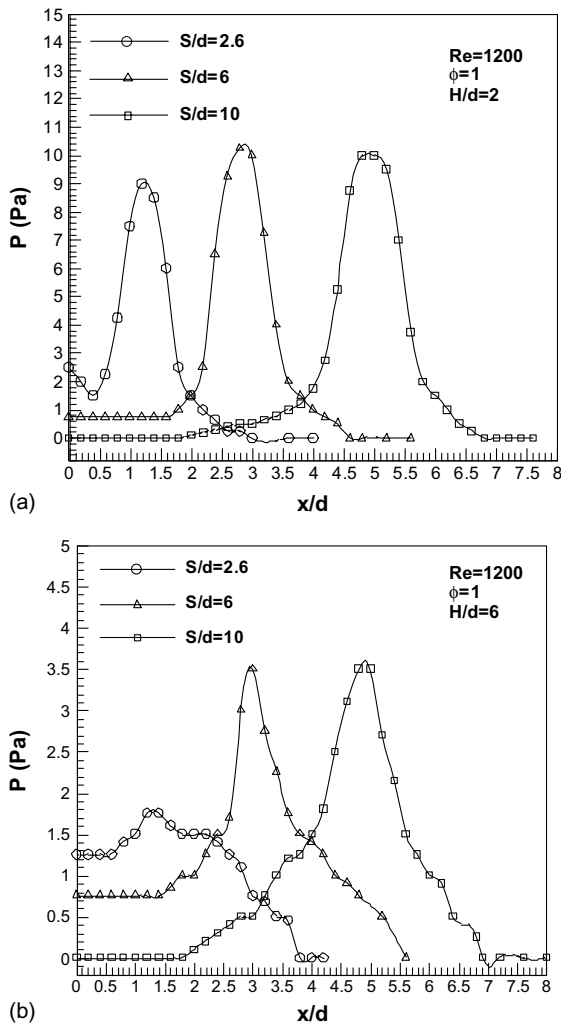 15
14
13
12
11
10
9
8
7
6
5
4
3
2
1
0
P (Pa)
S/d=2.6
S/d=6
S/d=10
Re=1200
ϕ=1
H/d=2
0 0.5 1 1.5 2 2.5 3 3.5 4 4.5 5 5.5 6 6.5 7 7.5 8
x/d
(a)
5
4.5
4
3.5
3
2.5
2
1.5
1
0.5
0
P (Pa)
S/d=2.6
S/d=6
S/d=10
Re=1200
ϕ=1
H/d=6
0 0.5 1 1.5 2 2.5 3 3.5 4 4.5 5 5.5 6 6.5 7 7.5 8
x/d
(b)